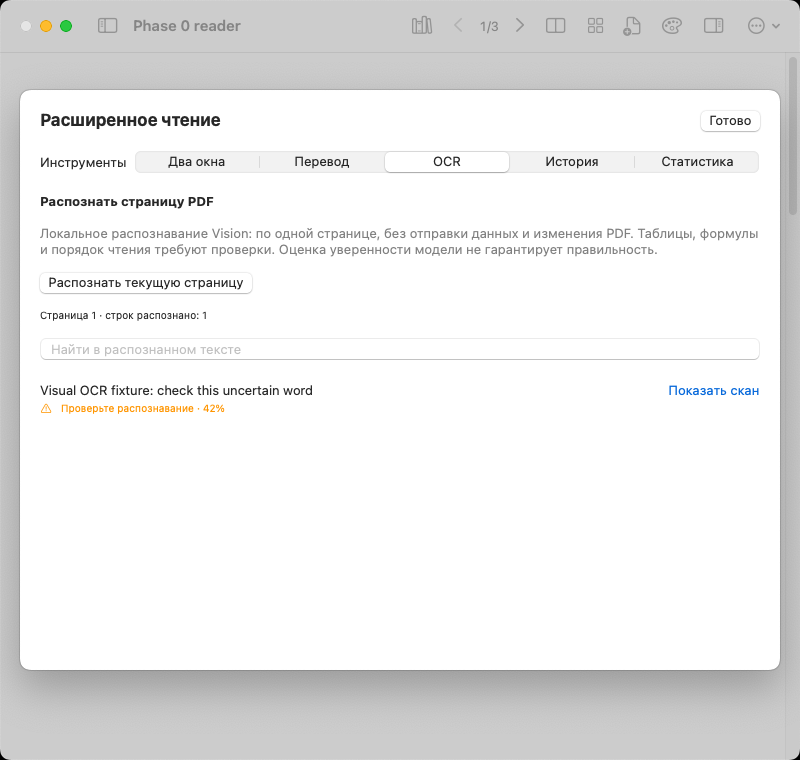 Phase 0 reader
1/3
Расширенное чтение
Готово
Инструменты
Два окна
Перевод
OCR
История
Статистика
Распознать страницу PDF
Локальное распознавание Vision: по одной странице, без отправки данных и изменения PDF. Таблицы, формулы
и порядок чтения требуют проверки. Оценка уверенности модели не гарантирует правильность.
Распознать текущую страницу
Страница 1 · строк распознано: 1
Найти в распознанном тексте
Visual OCR fixture: check this uncertain word
Показать скан
Проверьте распознавание · 42%